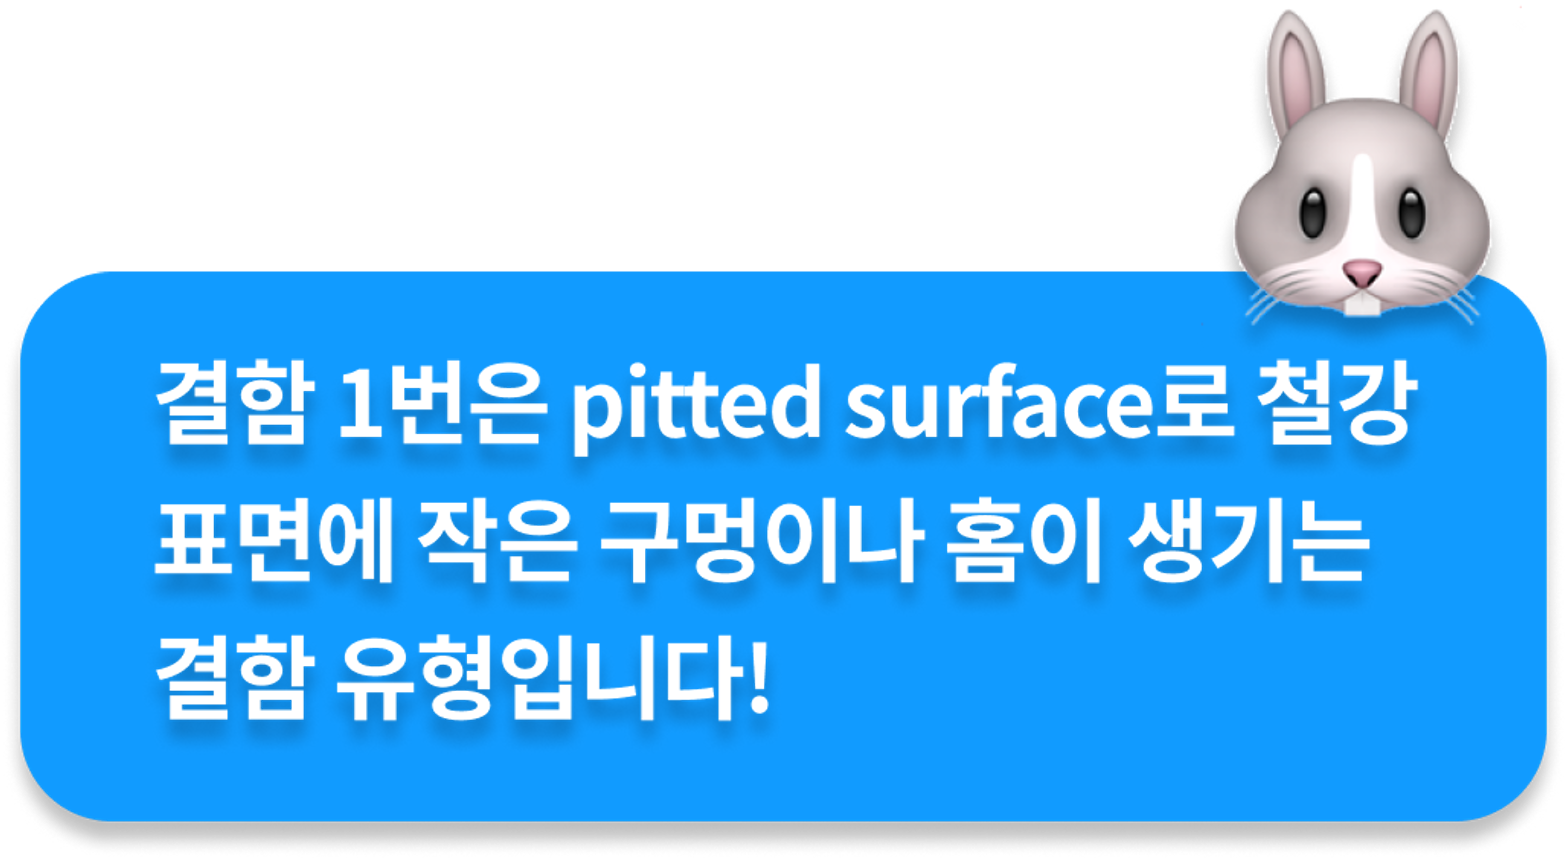 결함 1번은 pitted surface로 철강
표면에 작은 구멍이나 홈이 생기는
결함 유형입니다!